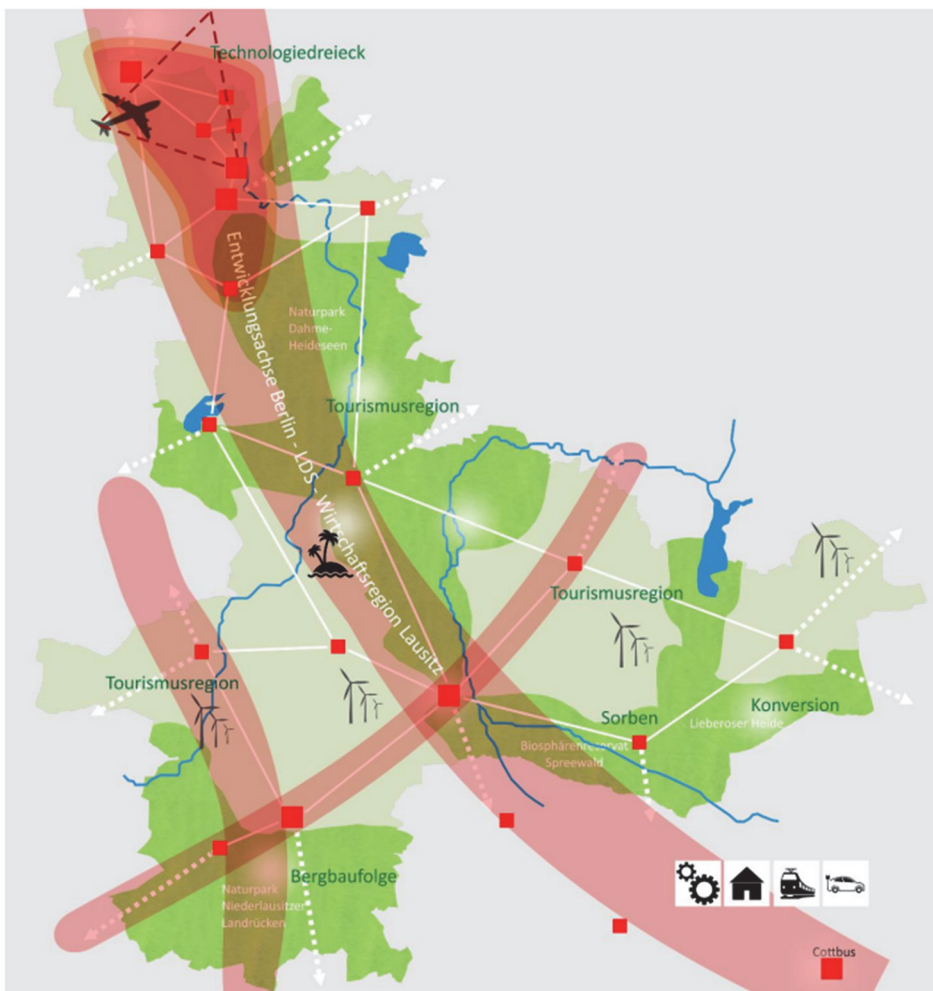 Technologiedreieck
Entwicklungsachse Berlin - LDS - Wirtschaftsregion Lausitz
Naturpark
Dahme-
Heideseen
Tourismusregion
Tourismusregion
Tourismusregion
Sorben
Konversion
Lieberoser Heide
Biosphärenreservat
Spreewald
Bergbaufolge
Naturpark
Niederlausitzer
Landrücken
Cottbus